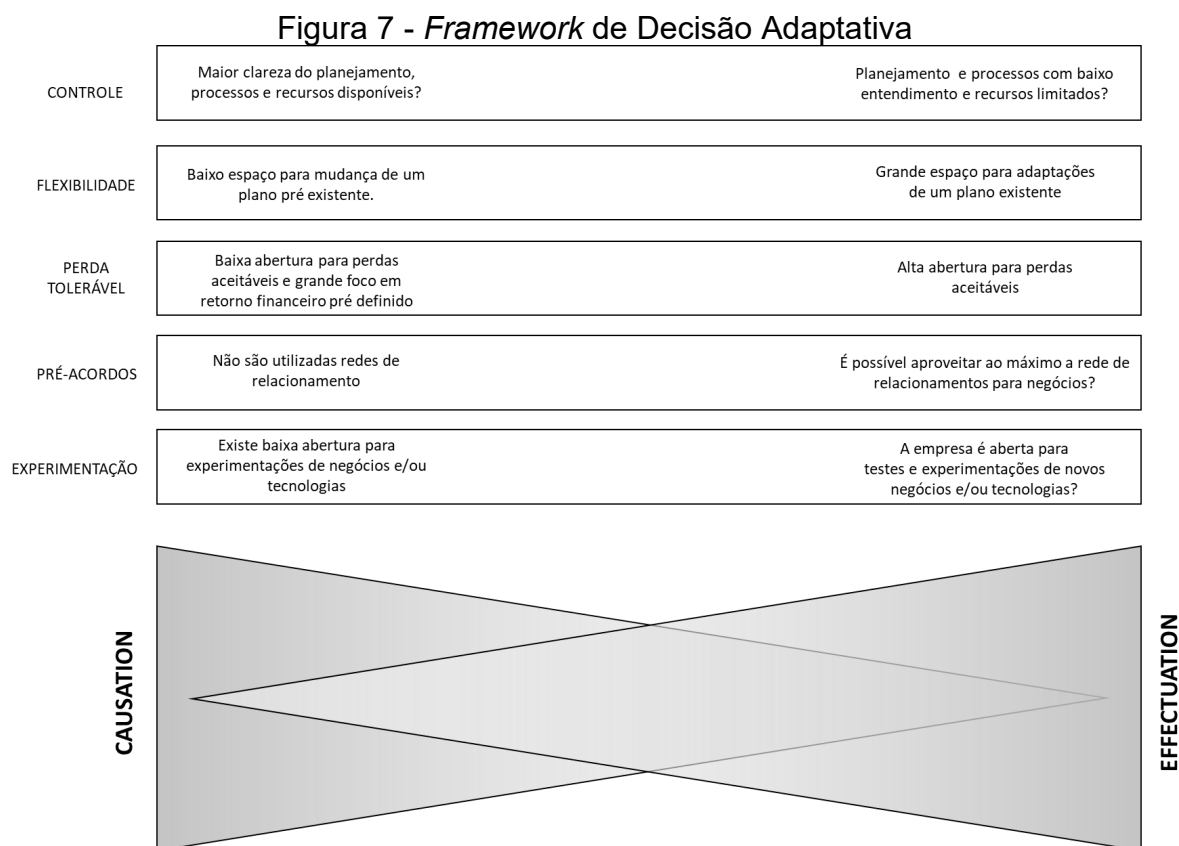 Figura 7 - Framework de Decisão Adaptativa
CONTROLE
Maior clareza do planejamento,
processos e recursos disponíveis?
Planejamento e processos com baixo
entendimento e recursos limitados?
FLEXIBILIDADE
Baixo espaço para mudança de um
plano pré existente.
Grande espaço para adaptações
de um plano existente
PERDA
TOLERÁVEL
Baixa abertura para perdas
aceitáveis e grande foco em
retorno financeiro pré definido
Alta abertura para perdas
aceitáveis
PRÉ-ACORDOS
Não são utilizadas redes de
relacionamento
É possível aproveitar ao máximo a rede de
relacionamentos para negócios?
EXPERIMENTAÇÃO
Existe baixa abertura para
experimentações de negócios e/ou
tecnologias
A empresa é aberta para
testes e experimentações de novos
negócios e/ou tecnologias?
CAUSATION
EFFECTUATION